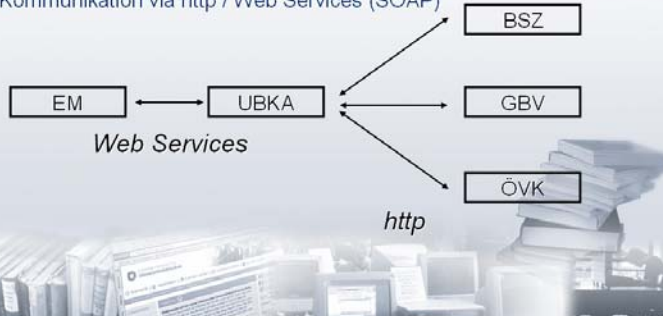 Kommunikation via http / Web Services (SOAP)
BSZ
EM
UBKA
GBV
Web Services
ÖVK
http